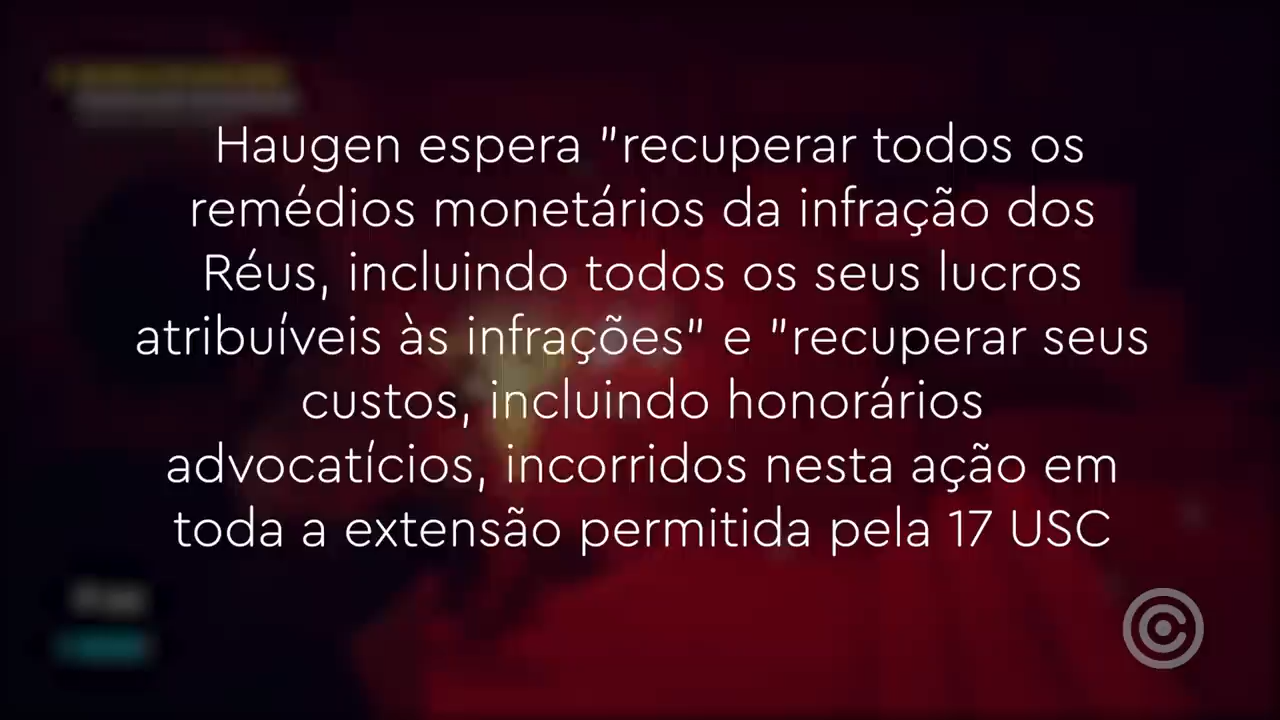 Haugen espera "recuperar todos os
remédios monetários da infração dos
Réus, incluindo todos os seus lucros
atribuíveis às infrações" e "recuperar seus
custos, incluindo honorários
advocatícios, incorridos nesta ação em
toda a extensão permitida pela 17 USC